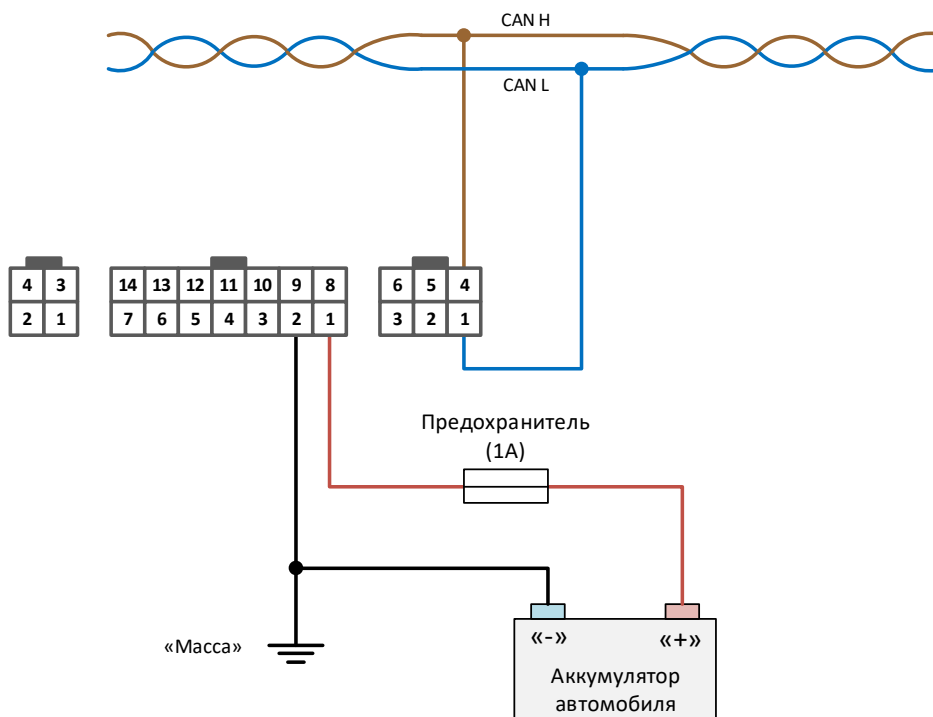 CAN H
CAN L
4 3 14 13 12 11 10 9 8 6 5 4
2 1 7 6 5 4 3 2 1 3 2 1
Предохранитель
(1А)
«Масса»
«-» «+»
Аккумулятор
автомобиля